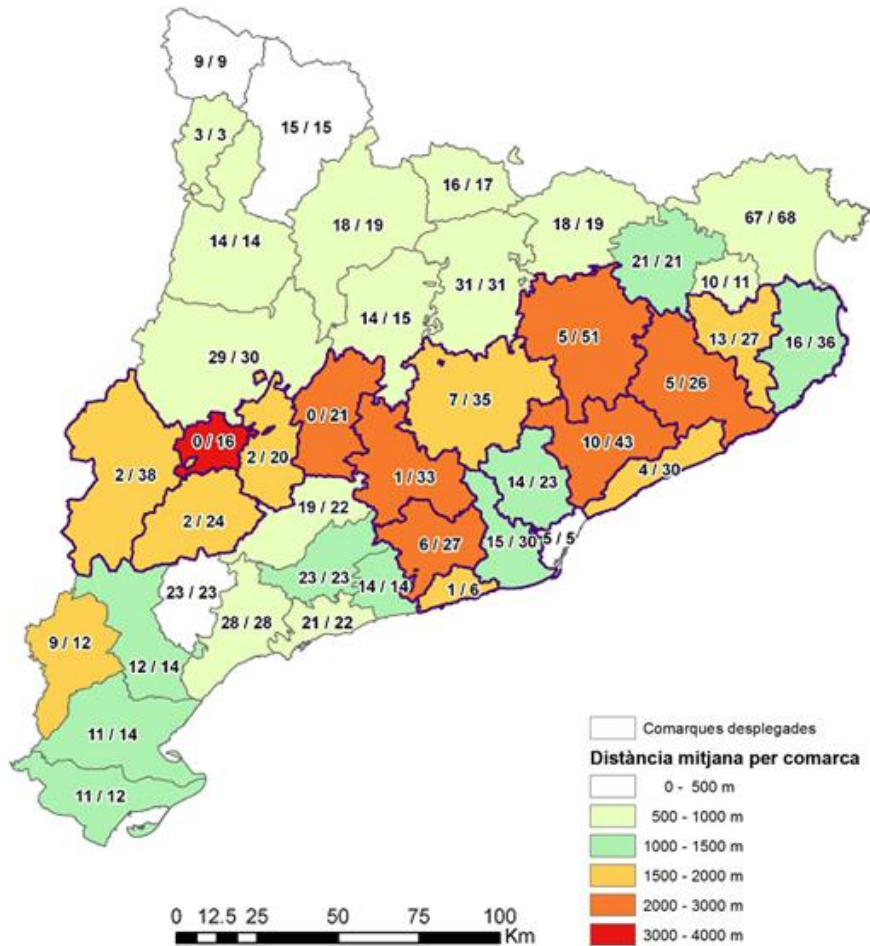 9 / 9
15 / 15
3 / 3
16 / 17
18 / 19
18 / 19
67 / 68
14 / 14
21 / 21
10 / 11
31 / 31
14 / 15
5 / 51
13 / 27
16 / 36
29 / 30
5 / 26
7 / 35
0 / 21
0 / 16
2 / 20
10 / 43
2 / 38
1 / 33
14 / 23
4 / 30
19 / 22
2 / 24
15 / 30
5 / 5
6 / 27
23 / 23
14 / 14
23 / 23
1 / 6
28 / 28
21 / 22
9 / 12
12 / 14
11 / 14
11 / 12
Comarques desplegades
Distància mitjana per comarca
0 - 500 m
500 - 1000 m
1000 - 1500 m
1500 - 2000 m
2000 - 3000 m
3000 - 4000 m
0 12.5 25 50 75 100
Km